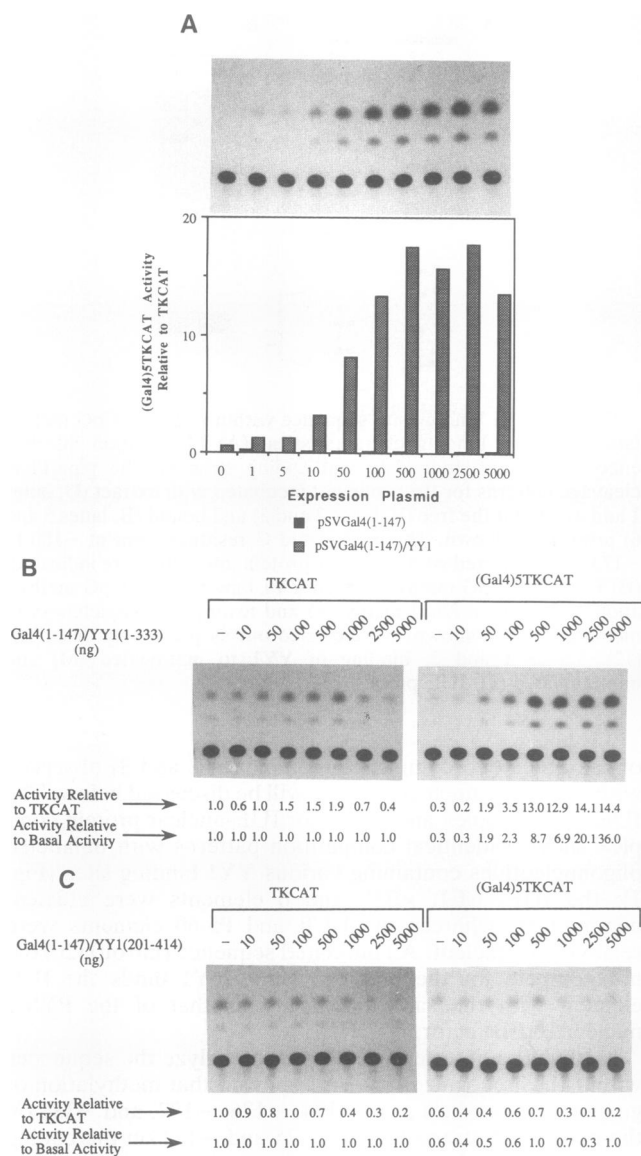 A
20
10
0
(Gal4)5TKCAT Activity
Relative to TKCAT
0 1 5 10 50 100 500 1000 2500 5000
Expression Plasmid
pSVGal4(1-147)
pSVGal4(1-147)/YY1
B
TKCAT (Gal4)5TKCAT
Gal4(1-147)/YY1(1-333)
(ng)
– 10 50 100 500 1000 2500 5000 – 10 50 100 500 1000 2500 5000
Activity Relative
to TKCAT
1.0 0.6 1.0 1.5 1.5 1.9 0.7 0.4 0.3 0.2 1.9 3.5 13.0 12.9 14.1 14.4
Activity Relative
to Basal Activity
1.0 1.0 1.0 1.0 1.0 1.0 1.0 1.0 0.3 0.3 1.9 2.3 8.7 6.9 20.1 36.0
C
TKCAT (Gal4)5TKCAT
Gal4(1-147)/YY1(201-414)
(ng)
– 10 50 100 500 1000 2500 5000 – 10 50 100 500 1000 2500 5000
Activity Relative
to TKCAT
1.0 0.9 0.8 1.0 0.7 0.4 0.3 0.2 0.6 0.4 0.4 0.6 0.7 0.3 0.1 0.2
Activity Relative
to Basal Activity
1.0 1.0 1.0 1.0 1.0 1.0 1.0 1.0 0.6 0.4 0.5 0.6 1.0 0.7 0.3 1.0